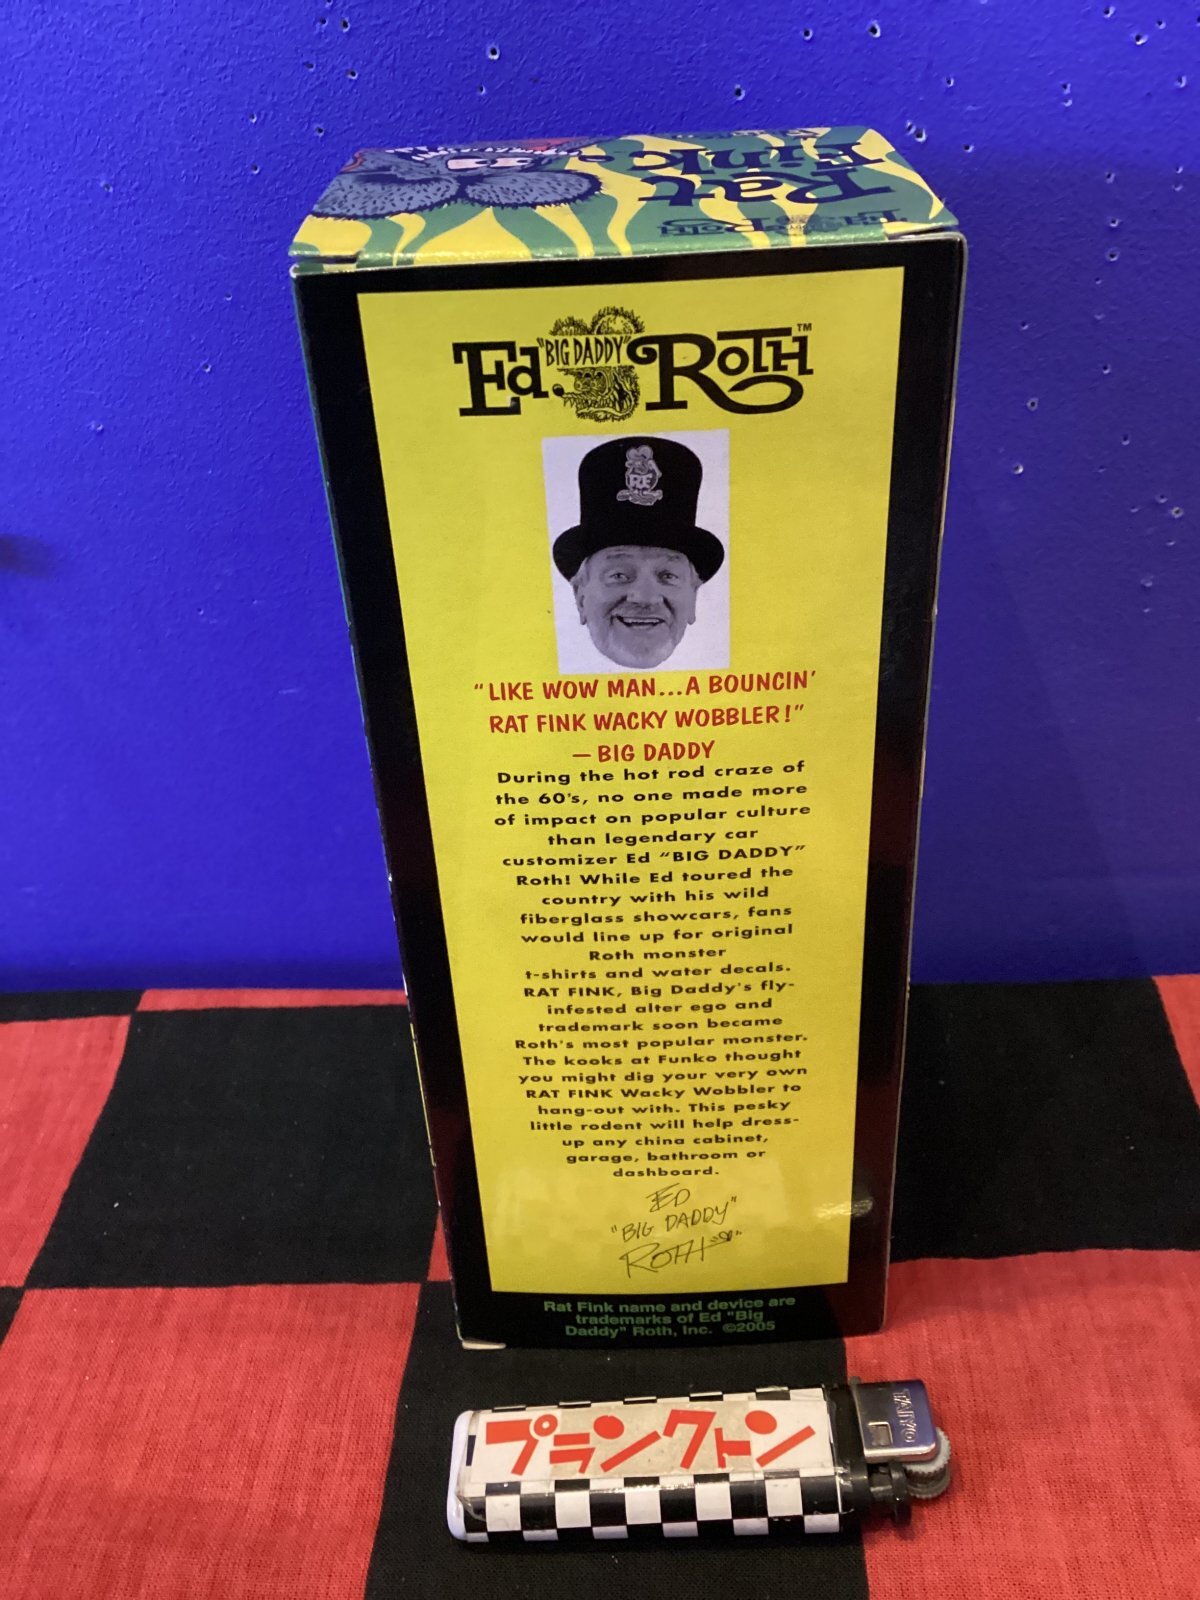 Rat
Fink
Ed "BIG DADDY" ROTH™
RF
"LIKE WOW MAN...A BOUNCIN'
RAT FINK WACKY WOBBLER!"
— BIG DADDY
During the hot rod craze of
the 60's, no one made more
of impact on popular culture
than legendary car
customizer Ed "BIG DADDY"
Roth! While Ed toured the
country with his wild
fiberglass showcars, fans
would line up for original
Roth monster
t-shirts and water decals.
RAT FINK, Big Daddy's fly-
infested alter ego and
trademark soon became
Roth's most popular monster.
The kooks at Funko thought
you might dig your very own
RAT FINK Wacky Wobbler to
hang-out with. This pesky
little rodent will help dress-
up any china cabinet,
garage, bathroom or
dashboard.
ED
"BIG DADDY"
ROTH
Rat Fink name and device are
trademarks of Ed "Big
Daddy" Roth, Inc. ©2005
プランクトン
TAIYO